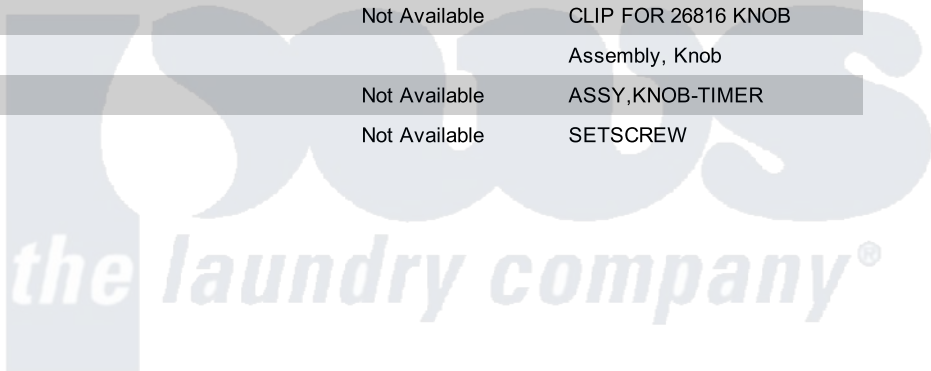 Not Available CLIP FOR 26816 KNOB
Assembly, Knob
Not Available ASSY,KNOB-TIMER
Not Available SETSCREW
pws
the laundry company®